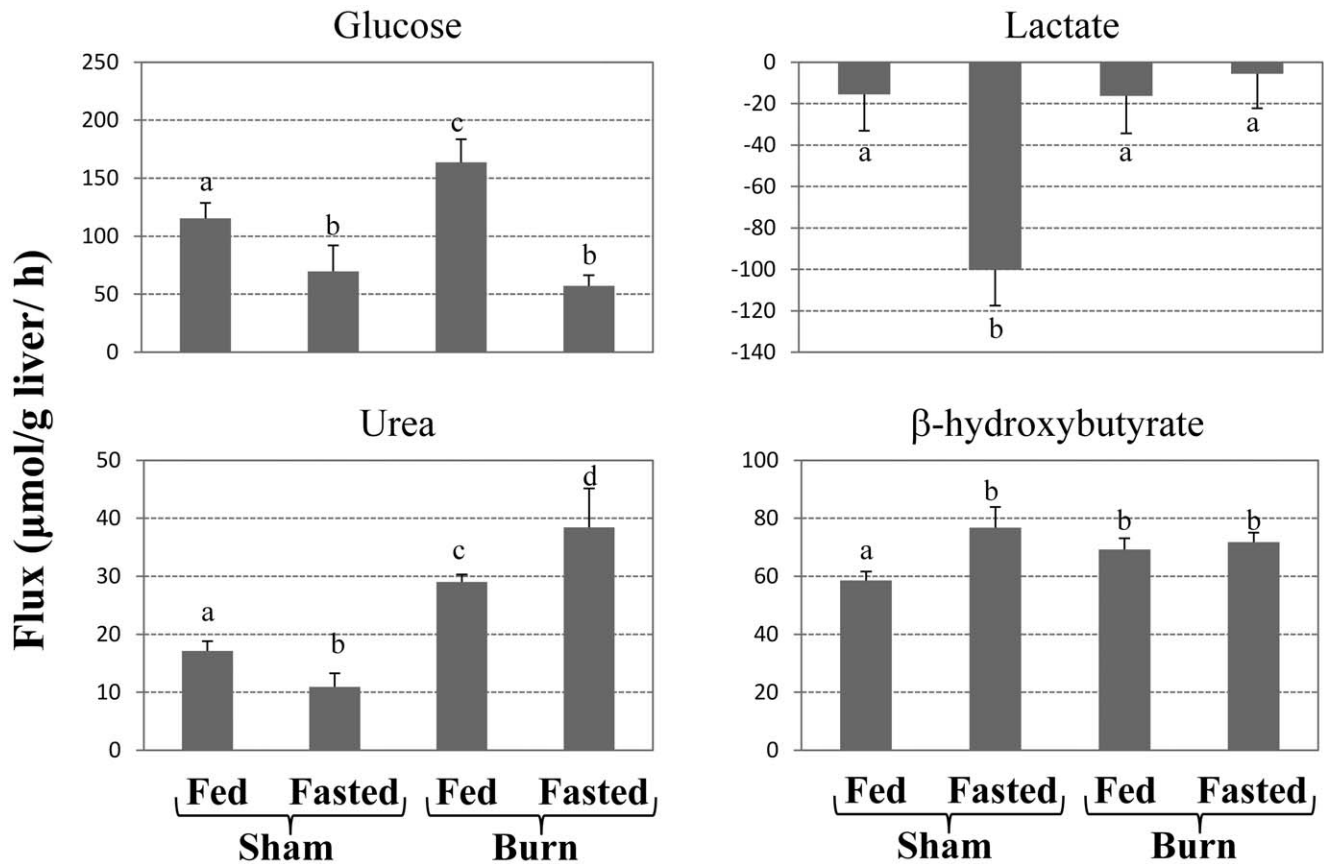 Glucose
250
200
150
100
50
0
a
b
c
b
Lactate
0
-20
-40
-60
-80
-100
-120
-140
a
b
a
a
Flux (μmol/g liver/ h)
Urea
50
40
30
20
10
0
a
b
c
d
β-hydroxybutyrate
100
80
60
40
20
0
a
b
b
b
Fed Fasted Fed Fasted
Sham Burn
Fed Fasted Fed Fasted
Sham Burn